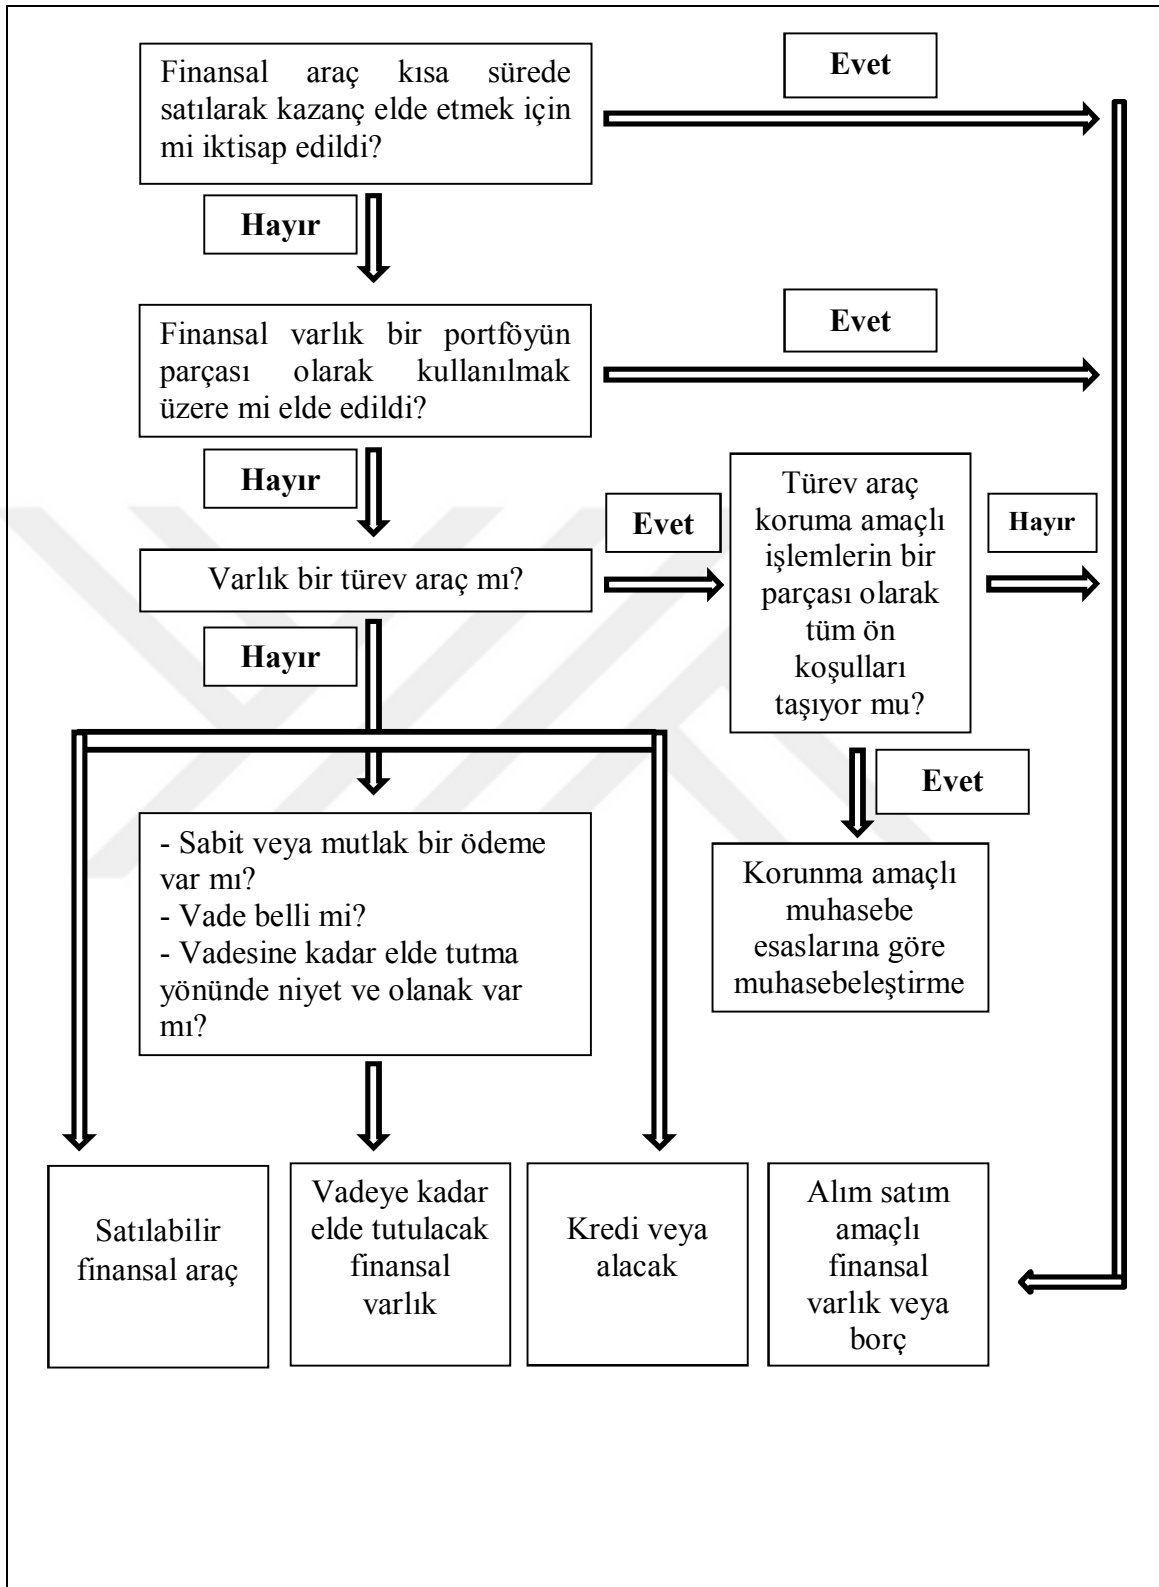 Finansal araç kısa sürede
satılarak kazanç elde etmek için
mi iktisap edildi?
Evet
Hayır
Finansal varlık bir portföyün
parçası olarak kullanılmak
üzere mi elde edildi?
Evet
Hayır
Varlık bir türev araç mı?
Evet
Türev araç
koruma amaçlı
işlemlerin bir
parçası olarak
tüm ön
koşulları
taşıyor mu?
Hayır
Hayır
Evet
- Sabit veya mutlak bir ödeme
var mı?
- Vade belli mi?
- Vadesine kadar elde tutma
yönünde niyet ve olanak var
mı?
Korunma amaçlı
muhasebe
esaslarına göre
muhasebeleştirme
Satılabilir
finansal araç
Vadeye kadar
elde tutulacak
finansal
varlık
Kredi veya
alacak
Alım satım
amaçlı
finansal
varlık veya
borç